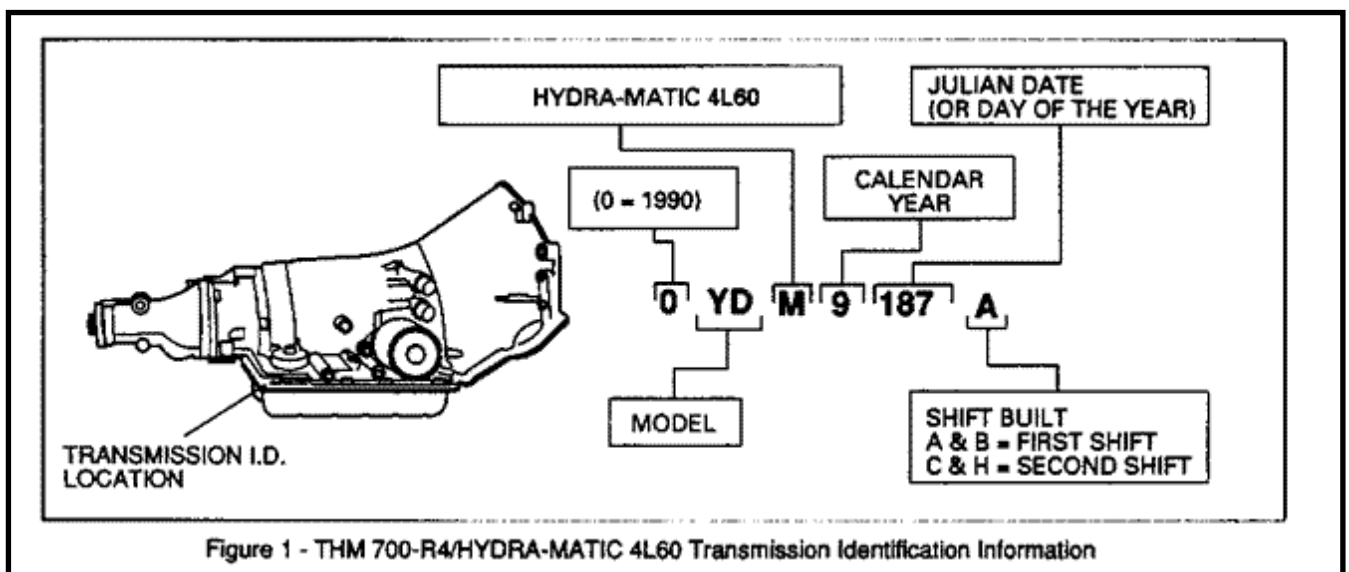 HYDRA-MATIC 4L60
JULIAN DATE
(OR DAY OF THE YEAR)
(0 = 1990)
CALENDAR
YEAR
0 YD M 9 187 A
MODEL
SHIFT BUILT
A & B = FIRST SHIFT
C & H = SECOND SHIFT
TRANSMISSION I.D.
LOCATION
Figure 1 - THM 700-R4/HYDRA-MATIC 4L60 Transmission Identification Information